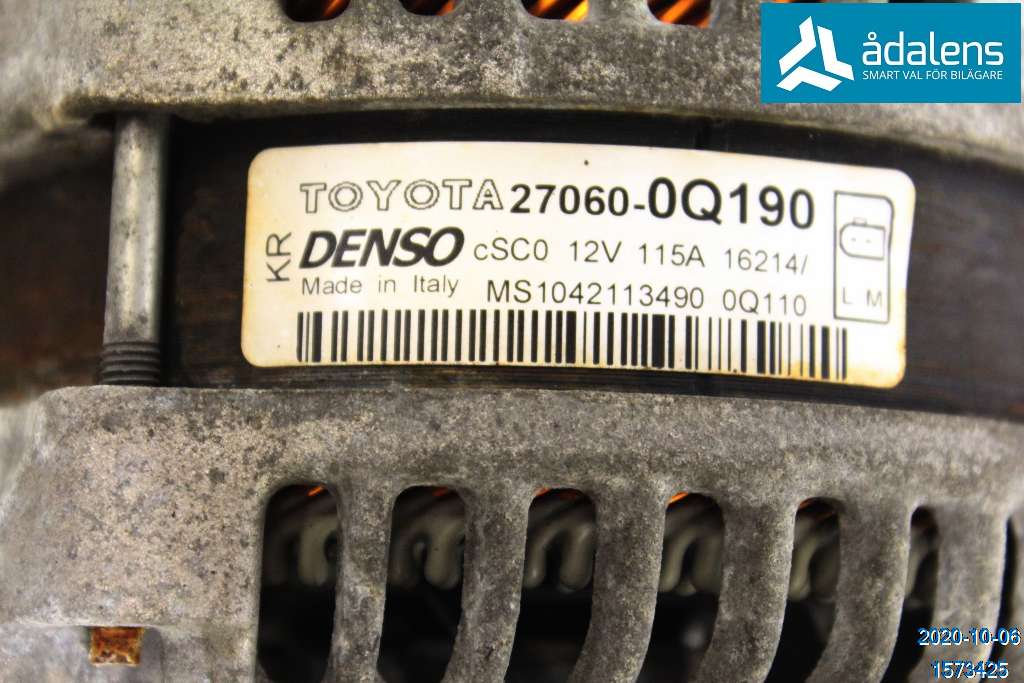 ådalens
SMART VAL FÖR BILÄGARE
TOYOTA 27060-0Q190
KR
DENSO cSC0 12V 115A 16214/
Made in Italy MS1042113490 0Q110
L M
2020-10-06
1573425